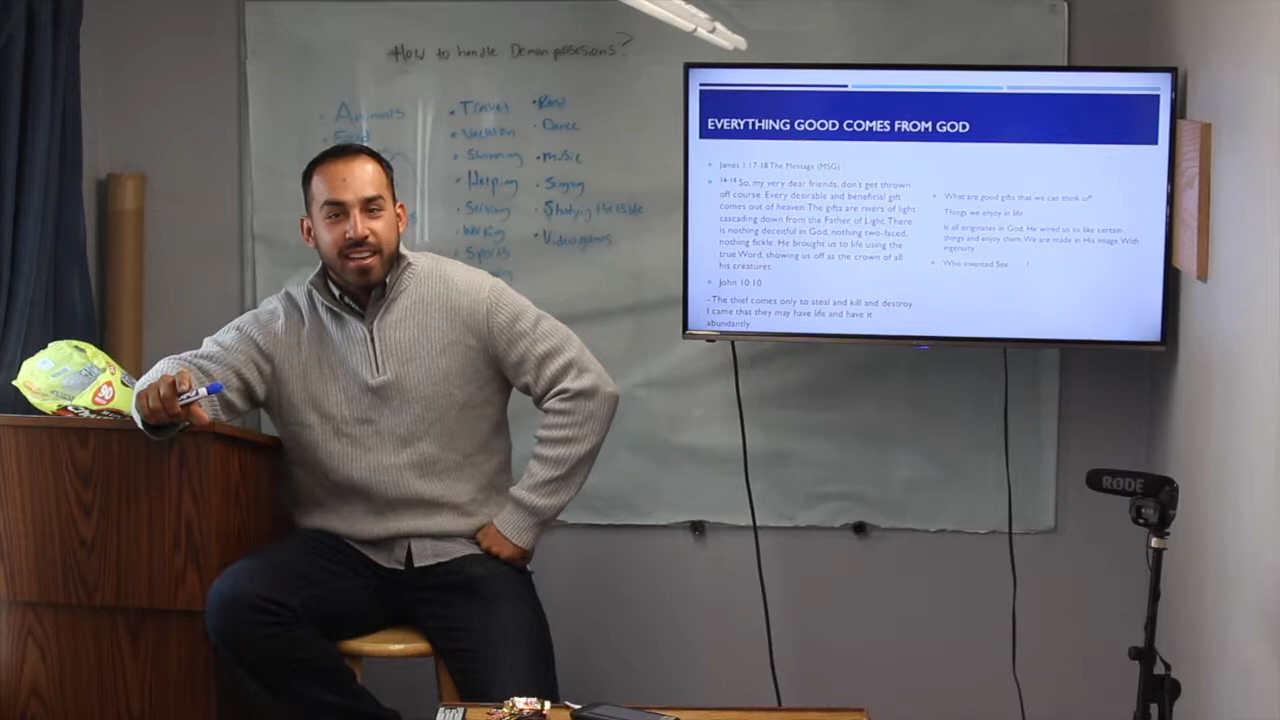 How to handle Demon possesions?
• Animals
• Food
• Travel
• Vacation
• Swimming
• Helping
• Serving
• Working
• Sports
• Read
• Dance
• Music
• Singing
• Studying the Bible
• Video games
EVERYTHING GOOD COMES FROM GOD
James 1:17-18 The Message (MSG)
16-18 So, my very dear friends, don't get thrown
off course. Every desirable and beneficial gift
comes out of heaven. The gifts are rivers of light
cascading down from the Father of Light. There
is nothing deceitful in God, nothing two-faced,
nothing fickle. He brought us to life using the
true Word, showing us off as the crown of all
his creatures.
John 10:10
- The thief comes only to steal and kill and destroy.
I came that they may have life and have it
abundantly.
What are good gifts that we can think of?
Things we enjoy in life
Is all originates in God. He wired us to like certain
things and enjoy them. We are made in His image. With
ingenuity.
Who invented
RØDE
90